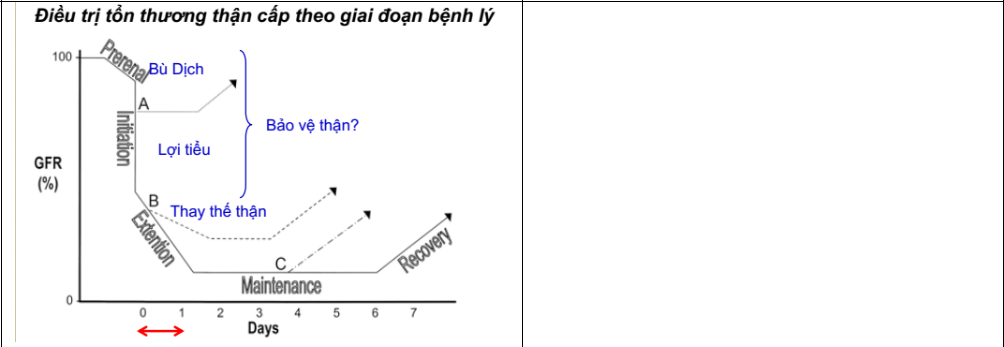 Điều trị tổn thương thận cấp theo giai đoạn bệnh lý
100
Prerenal
Bù Dịch
A
Initiation
Bảo vệ thận?
Lợi tiểu
GFR
(%)
B
Thay thế thận
Extention
C
Recovery
Maintenance
0
0 1 2 3 4 5 6 7
Days